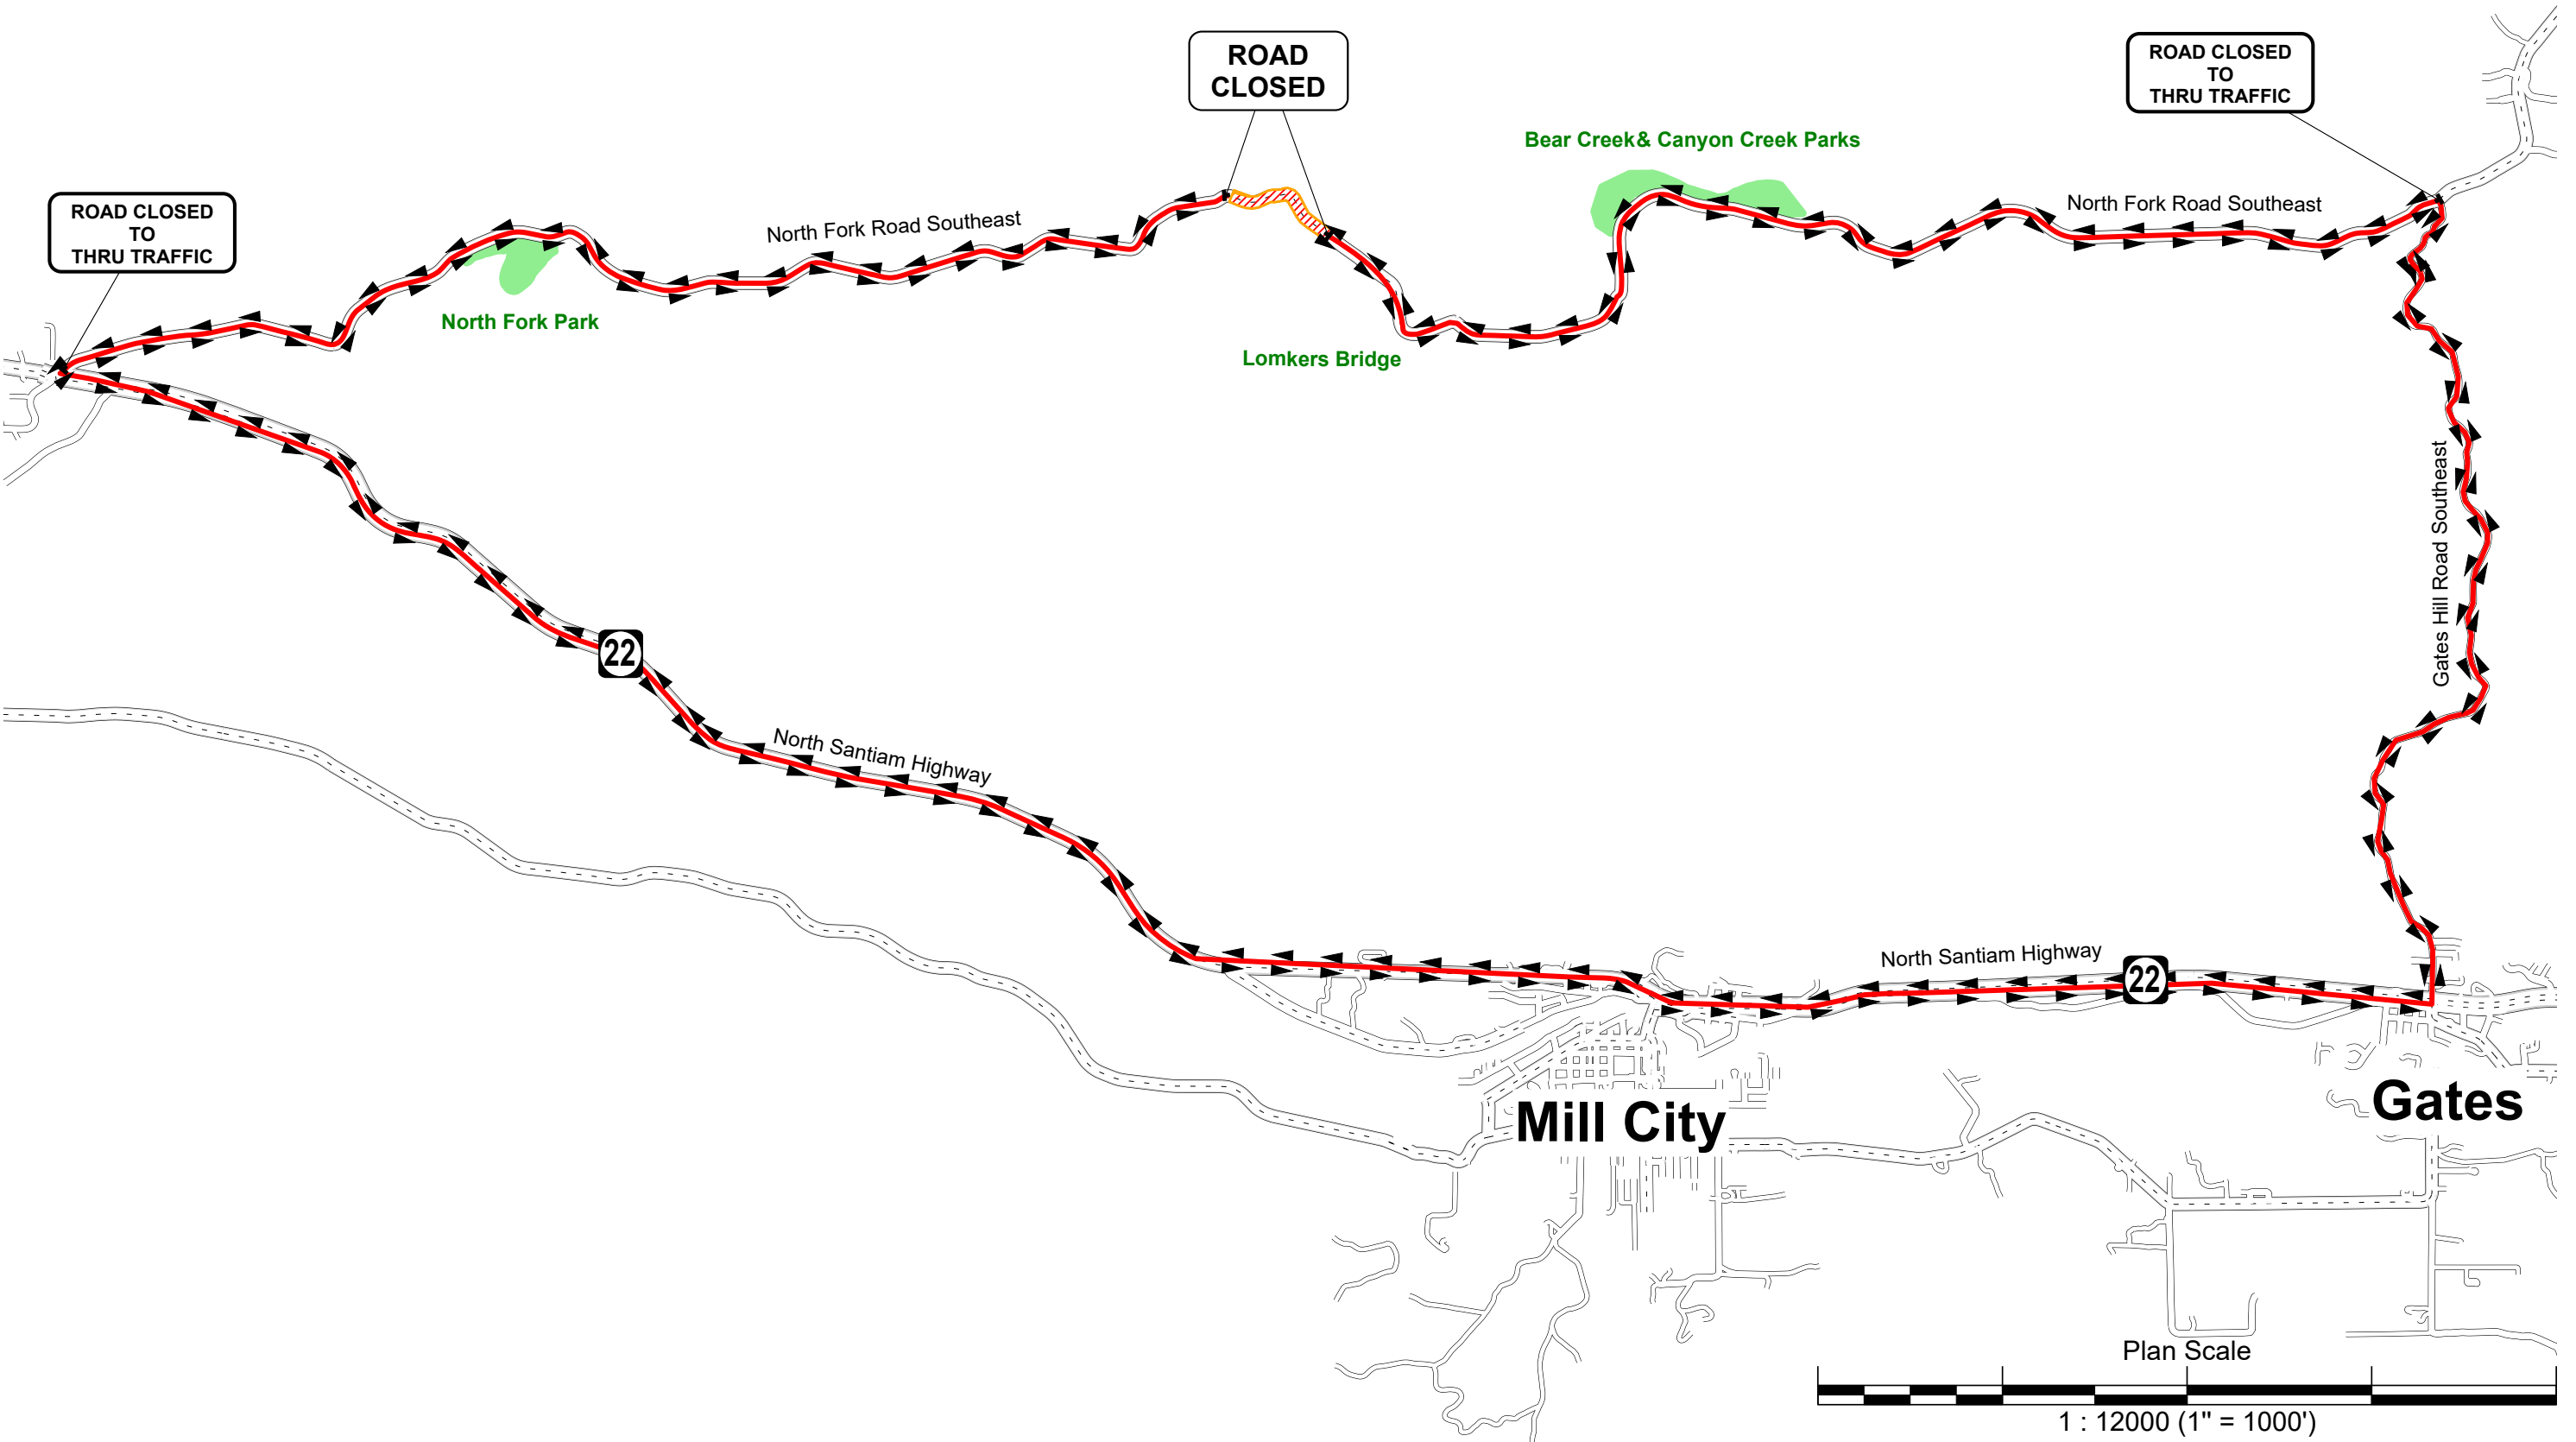 ROAD
CLOSED
ROAD CLOSED
TO
THRU TRAFFIC
Bear Creek& Canyon Creek Parks
ROAD CLOSED
TO
THRU TRAFFIC
North Fork Road Southeast
North Fork Road Southeast
North Fork Park
Lomkers Bridge
Gates Hill Road Southeast
22
North Santiam Highway
North Santiam Highway
22
Mill City
Gates
Plan Scale
1 : 12000 (1" = 1000')